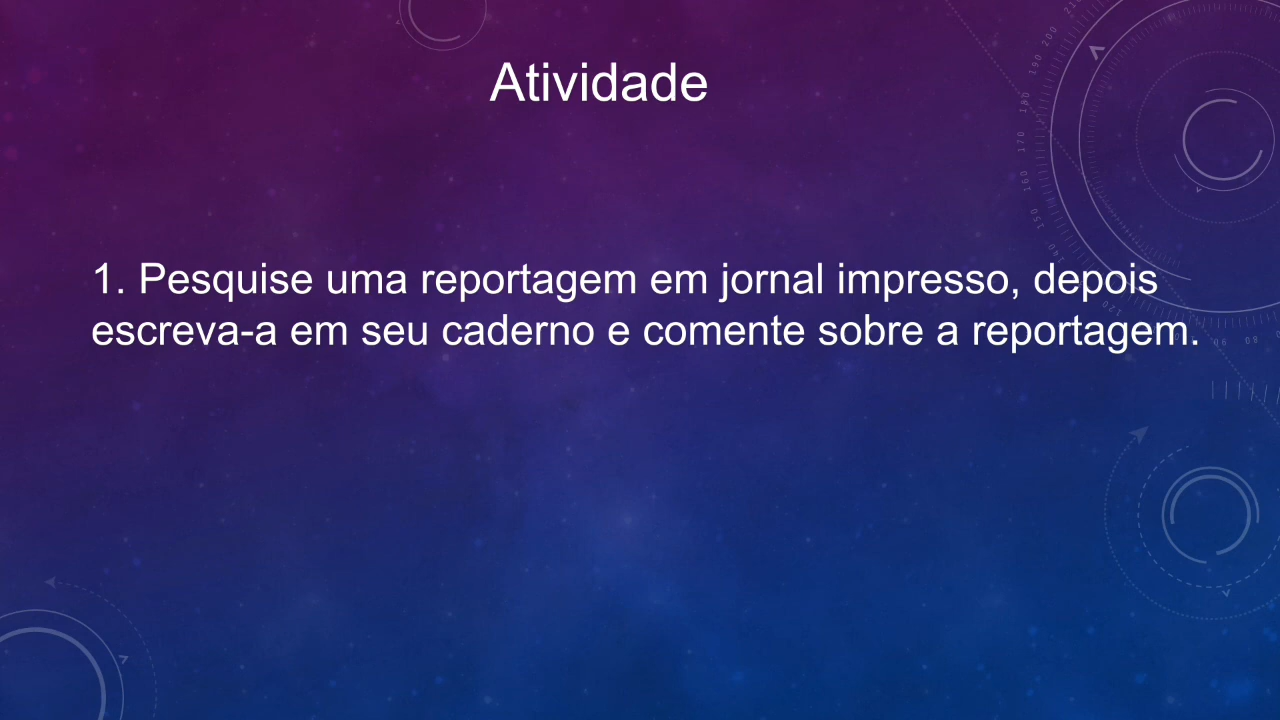 Atividade
1. Pesquise uma reportagem em jornal impresso, depois
escreva-a em seu caderno e comente sobre a reportagem.